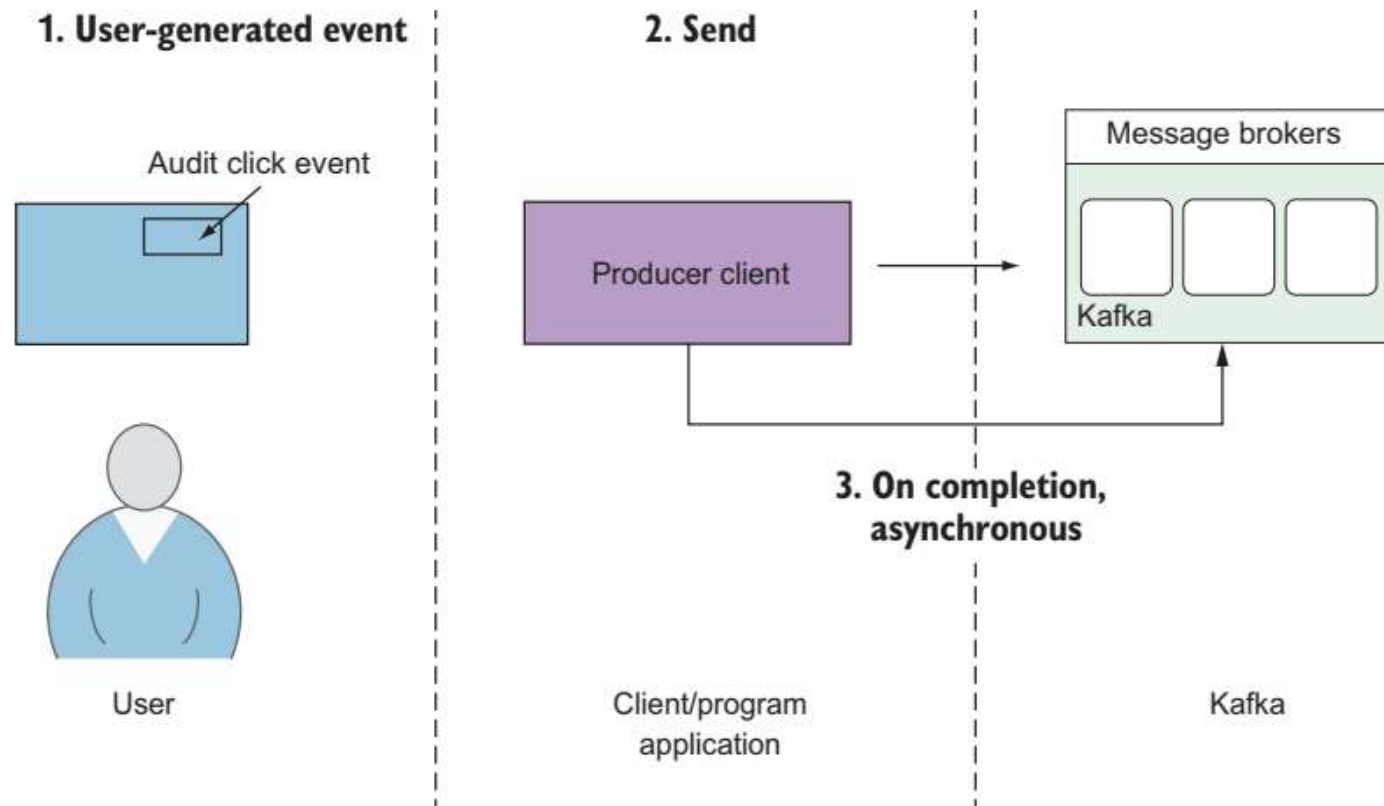 1. User-generated event
2. Send
Audit click event
Message brokers
Producer client
Kafka
3. On completion,
asynchronous
User
Client/program
application
Kafka